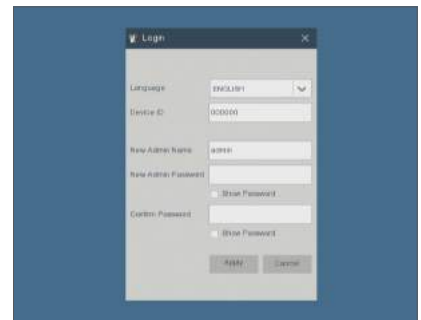 Login
Language ENGLISH
Device ID 000000
New Admin Name admin
New Admin Password
Show Password
Confirm Password
Show Password
Apply Cancel